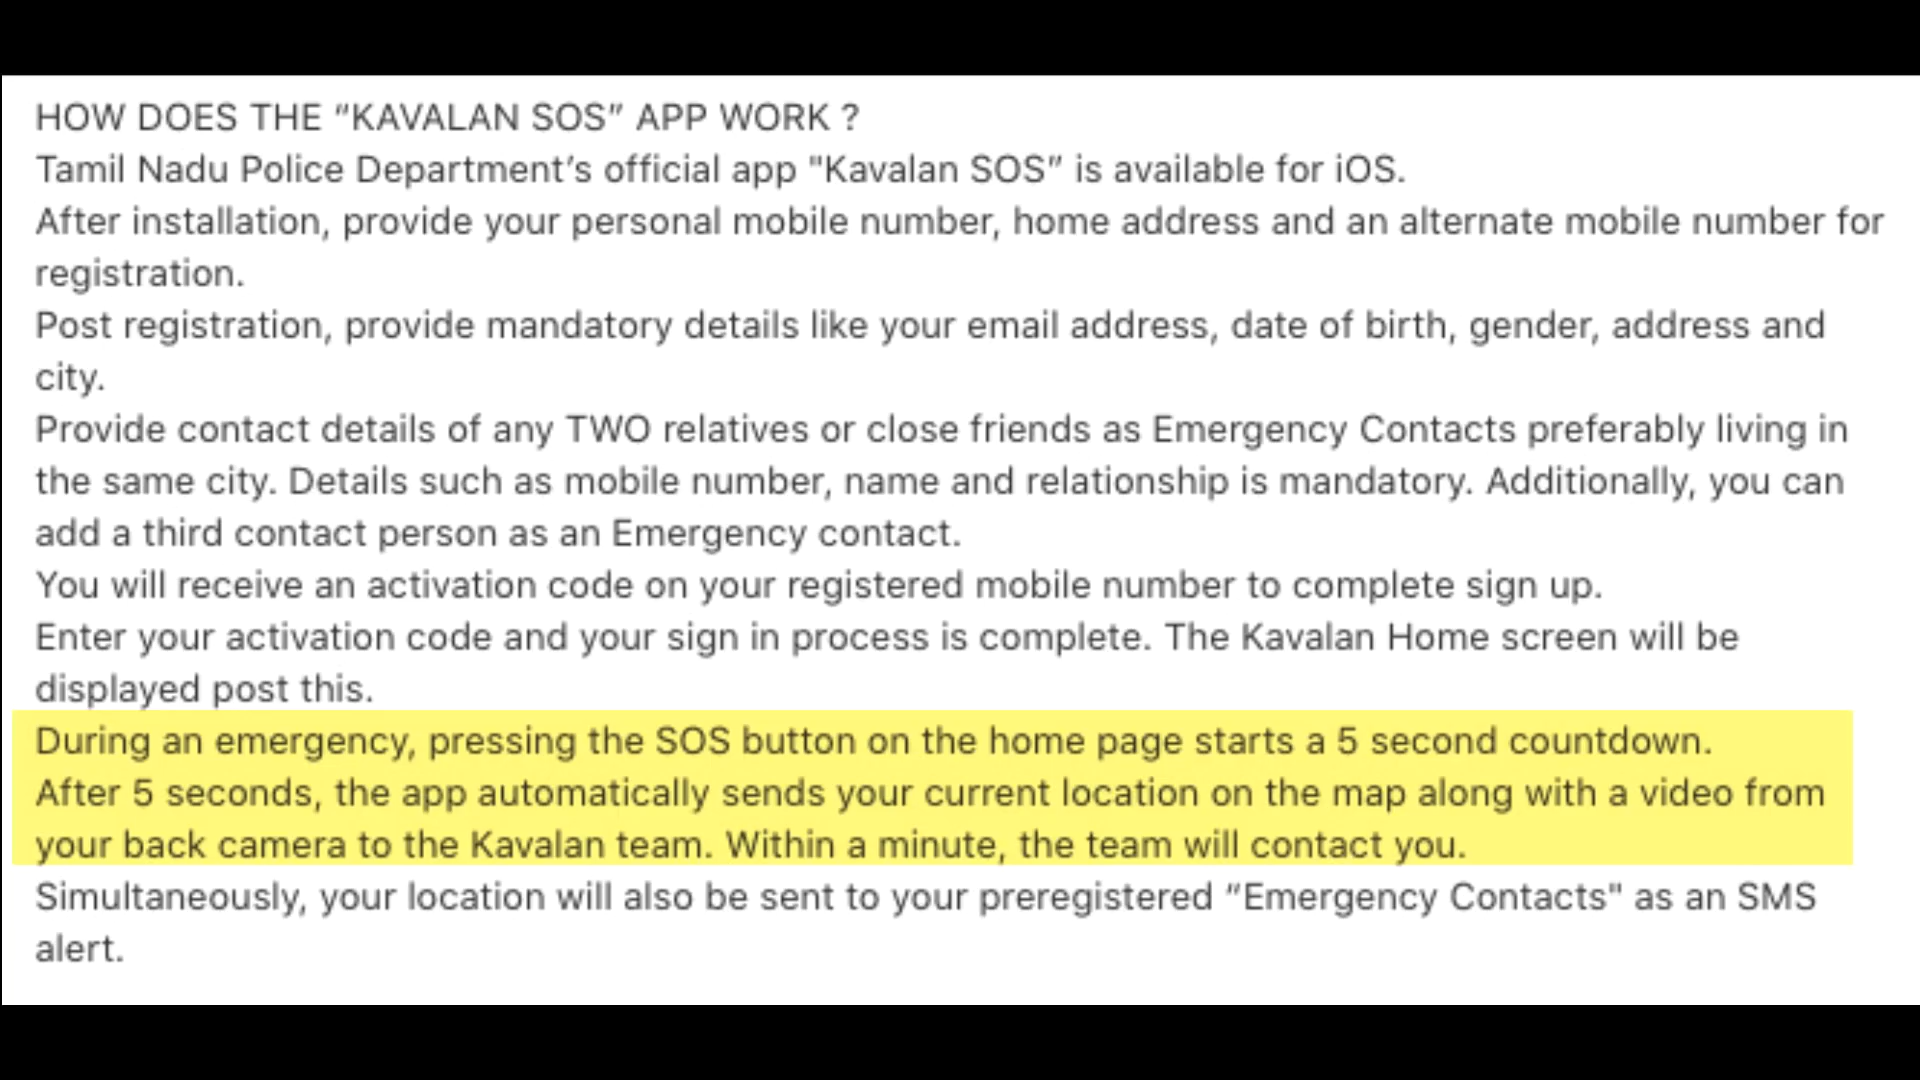 HOW DOES THE “KAVALAN SOS” APP WORK ?
Tamil Nadu Police Department’s official app "Kavalan SOS” is available for iOS.
After installation, provide your personal mobile number, home address and an alternate mobile number for
registration.
Post registration, provide mandatory details like your email address, date of birth, gender, address and
city.
Provide contact details of any TWO relatives or close friends as Emergency Contacts preferably living in
the same city. Details such as mobile number, name and relationship is mandatory. Additionally, you can
add a third contact person as an Emergency contact.
You will receive an activation code on your registered mobile number to complete sign up.
Enter your activation code and your sign in process is complete. The Kavalan Home screen will be
displayed post this.
During an emergency, pressing the SOS button on the home page starts a 5 second countdown.
After 5 seconds, the app automatically sends your current location on the map along with a video from
your back camera to the Kavalan team. Within a minute, the team will contact you.
Simultaneously, your location will also be sent to your preregistered “Emergency Contacts" as an SMS
alert.